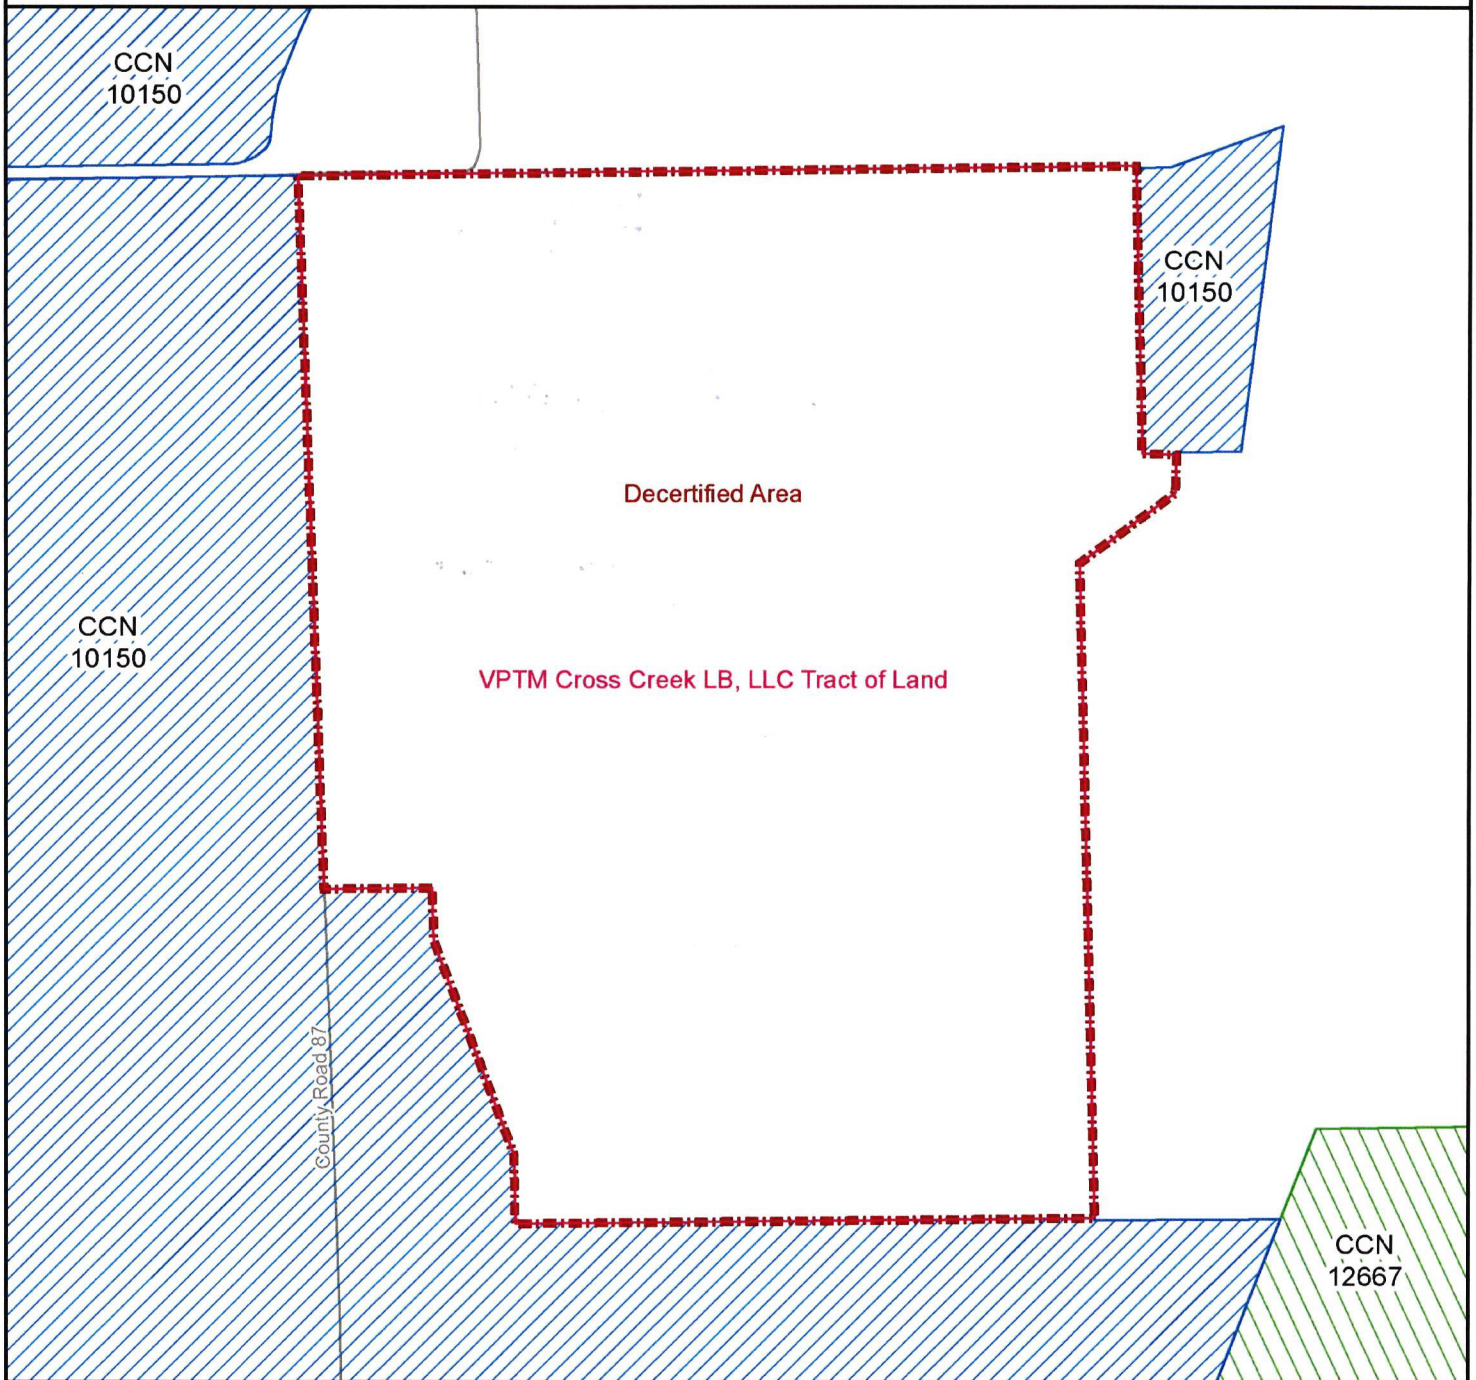 CCN
10150
CCN
10150
Decertified Area
CCN
10150
VPTM Cross Creek LB, LLC Tract of Land
County Road 87
CCN
12667